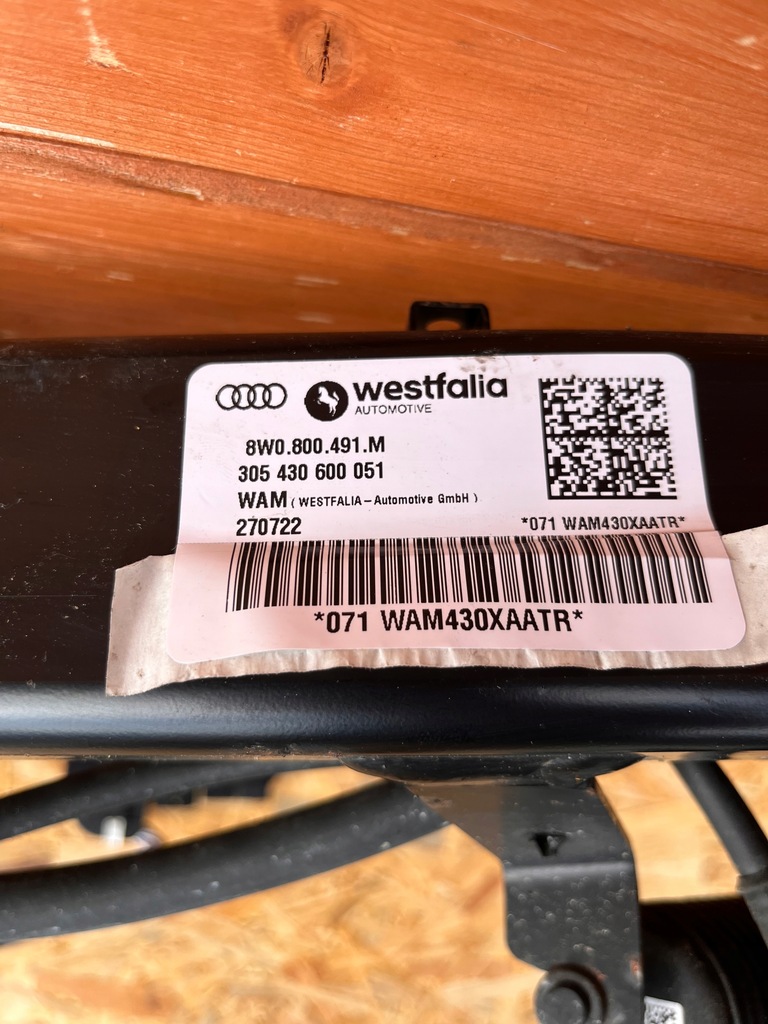 westfalia
AUTOMOTIVE
8W0.800.491.M
305 430 600 051
WAM ( WESTFALIA – Automotive GmbH )
270722
*071 WAM430XAATR*
*071 WAM430XAATR*